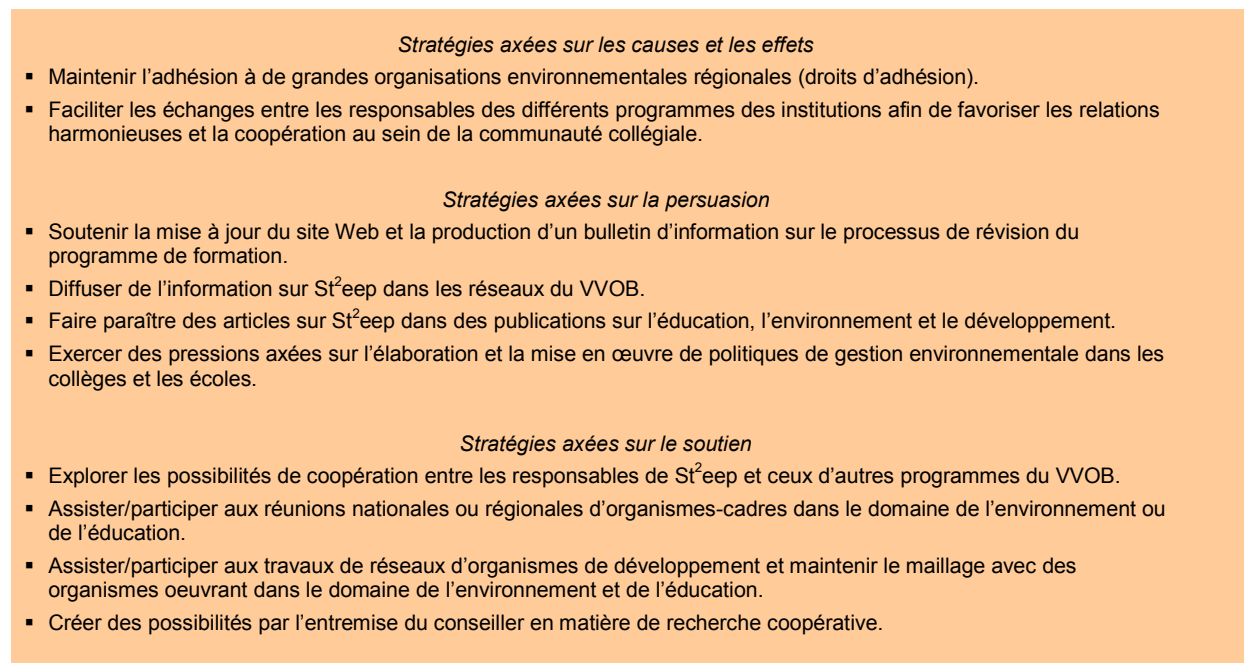 Stratégies axées sur les causes et les effets
▪ Maintenir l’adhésion à de grandes organisations environnementales régionales (droits d’adhésion).
▪ Faciliter les échanges entre les responsables des différents programmes des institutions afin de favoriser les relations
harmonieuses et la coopération au sein de la communauté collégiale.
Stratégies axées sur la persuasion
▪ Soutenir la mise à jour du site Web et la production d’un bulletin d’information sur le processus de révision du
programme de formation.
▪ Diffuser de l’information sur St²eep dans les réseaux du VVOB.
▪ Faire paraître des articles sur St²eep dans des publications sur l’éducation, l’environnement et le développement.
▪ Exercer des pressions axées sur l’élaboration et la mise en œuvre de politiques de gestion environnementale dans les
collèges et les écoles.
Stratégies axées sur le soutien
▪ Explorer les possibilités de coopération entre les responsables de St²eep et ceux d’autres programmes du VVOB.
▪ Assister/participer aux réunions nationales ou régionales d’organismes-cadres dans le domaine de l’environnement ou
de l’éducation.
▪ Assister/participer aux travaux de réseaux d’organismes de développement et maintenir le maillage avec des
organismes oeuvrant dans le domaine de l’environnement et de l’éducation.
▪ Créer des possibilités par l’entremise du conseiller en matière de recherche coopérative.